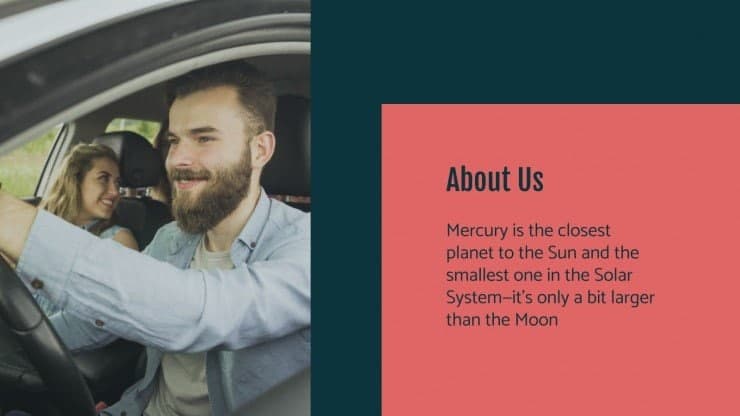 About Us
Mercury is the closest
planet to the Sun and the
smallest one in the Solar
System—it's only a bit larger
than the Moon